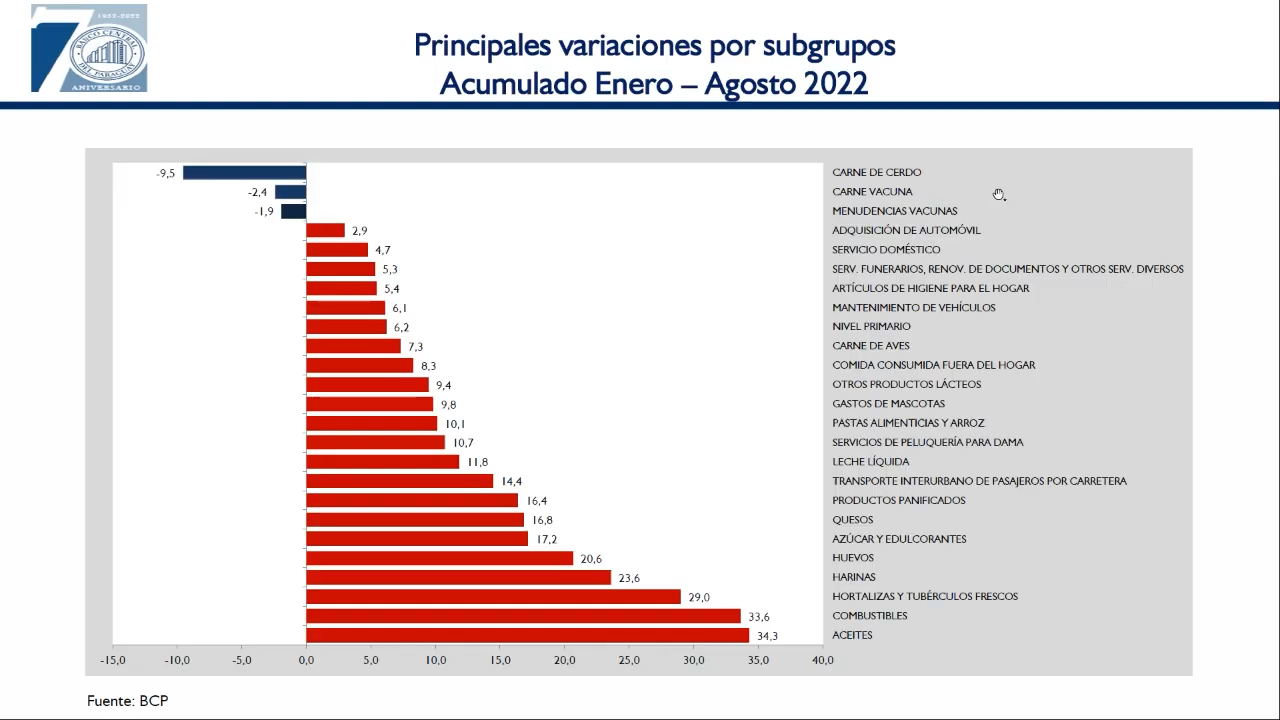 1952-2022
BANCO CENTRAL
DEL PARAGUAY
ANIVERSARIO
Principales variaciones por subgrupos
Acumulado Enero – Agosto 2022
-9,5 CARNE DE CERDO
-2,4 CARNE VACUNA
-1,9 MENUDENCIAS VACUNAS
2,9 ADQUISICIÓN DE AUTOMÓVIL
4,7 SERVICIO DOMÉSTICO
5,3 SERV. FUNERARIOS, RENOV. DE DOCUMENTOS Y OTROS SERV. DIVERSOS
5,4 ARTÍCULOS DE HIGIENE PARA EL HOGAR
6,1 MANTENIMIENTO DE VEHÍCULOS
6,2 NIVEL PRIMARIO
7,3 CARNE DE AVES
8,3 COMIDA CONSUMIDA FUERA DEL HOGAR
9,4 OTROS PRODUCTOS LÁCTEOS
9,8 GASTOS DE MASCOTAS
10,1 PASTAS ALIMENTICIAS Y ARROZ
10,7 SERVICIOS DE PELUQUERÍA PARA DAMA
11,8 LECHE LÍQUIDA
14,4 TRANSPORTE INTERURBANO DE PASAJEROS POR CARRETERA
16,4 PRODUCTOS PANIFICADOS
16,8 QUESOS
17,2 AZÚCAR Y EDULCORANTES
20,6 HUEVOS
23,6 HARINAS
29,0 HORTALIZAS Y TUBÉRCULOS FRESCOS
33,6 COMBUSTIBLES
34,3 ACEITES
-15,0 -10,0 -5,0 0,0 5,0 10,0 15,0 20,0 25,0 30,0 35,0 40,0
Fuente: BCP